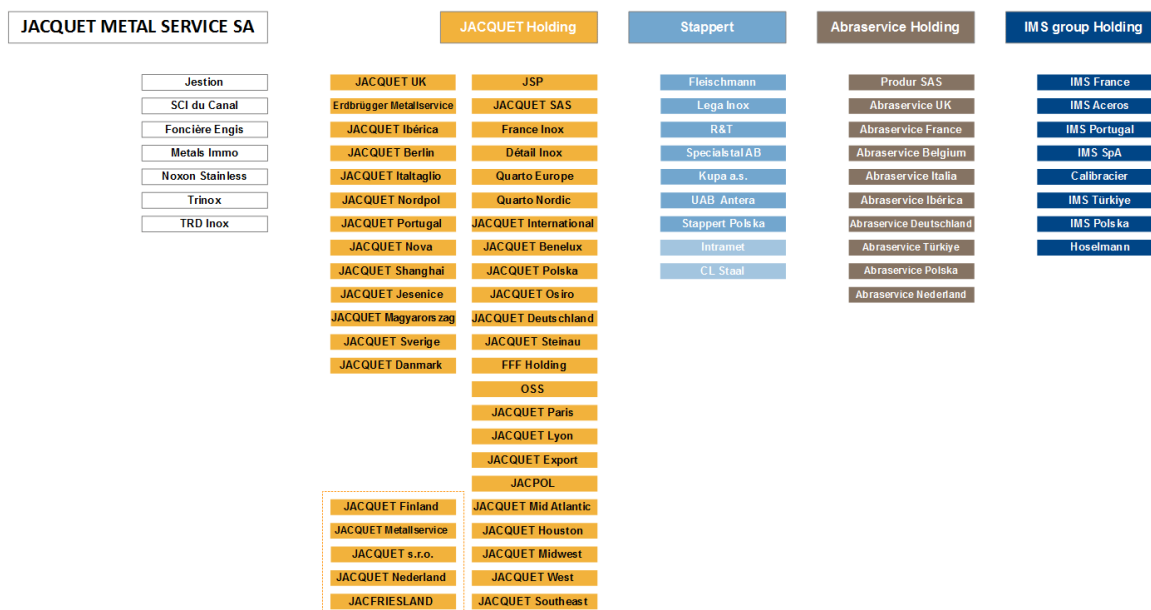 JACQUET METAL SERVICE SA
JACQUET Holding
Stappert
Abraservice Holding
IMS group Holding
Jestion
SCI du Canal
Foncière Engis
Metals Immo
Noxon Stainless
Trinox
TRD Inox
JACQUET UK
Erdbrügger Metallservice
JACQUET Ibérica
JACQUET Berlin
JACQUET Italtaglio
JACQUET Nordpol
JACQUET Portugal
JACQUET Nova
JACQUET Shanghai
JACQUET Jesenice
JACQUET Magyarorszag
JACQUET Sverige
JACQUET Danmark
JACQUET Finland
JACQUET Metallservice
JACQUET s.r.o.
JACQUET Nederland
JACFRIESLAND
JSP
JACQUET SAS
France Inox
Détail Inox
Quarto Europe
Quarto Nordic
JACQUET International
JACQUET Benelux
JACQUET Polska
JACQUET Osiro
JACQUET Deutschland
JACQUET Steinau
FFF Holding
OSS
JACQUET Paris
JACQUET Lyon
JACQUET Export
JACPOL
JACQUET Mid Atlantic
JACQUET Houston
JACQUET Midwest
JACQUET West
JACQUET Southeast
Fleischmann
Lega Inox
R&T
Specialstal AB
Kupa a.s.
UAB Antera
Stappert Polska
Intramet
CL Staal
Produr SAS
Abraservice UK
Abraservice France
Abraservice Belgium
Abraservice Italia
Abraservice Ibérica
Abraservice Deutschland
Abraservice Türkiye
Abraservice Polska
Abraservice Nederland
IMS France
IMS Aceros
IMS Portugal
IMS SpA
Calibracier
IMS Türkiye
IMS Polska
Hoselmann